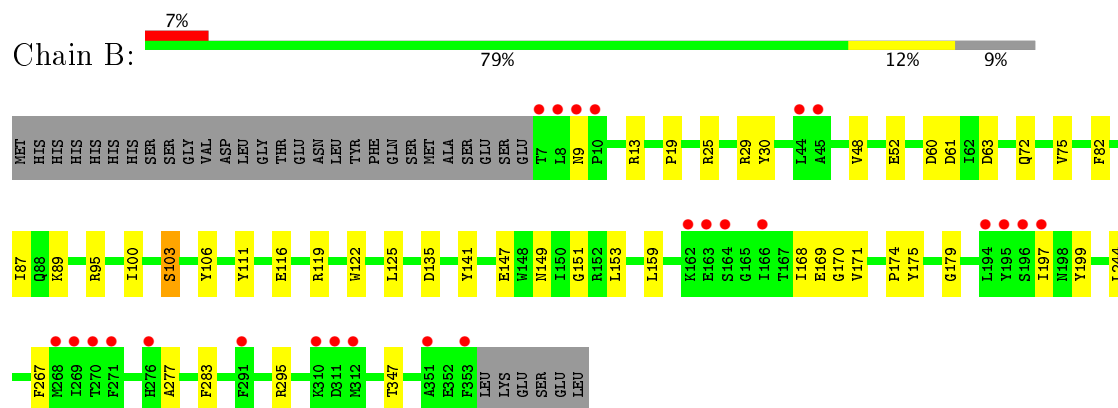 7%
Chain B:
79% 12% 9%
MET HIS HIS HIS HIS HIS HIS SER SER GLY VAL ASP LEU GLY THR GLU ASN LEU TYR PHE GLN SER MET ALA SER GLU SER GLU T7 L8 N9 P10 R13 P19 R25 R29 Y30 L44 A45 V48 E52 D60 D61 I62 D63 Q72 V75 F82
I87 Q88 K89 R95 I100 S103 Y106 Y111 E116 R119 W122 L125 D135 Y141 E147 W148 N149 I150 G151 R152 L153 L159 K162 E163 S164 G165 I166 T167 I168 E169 G170 V171 P174 Y175 G179 L194 Y195 S196 I197 N198 Y199
F267 M268 I269 T270 F271 H276 A277 F283 F291 R295 K310 D311 M312 T347 A351 E352 F353 LEU LYS GLU SER GLU LEU